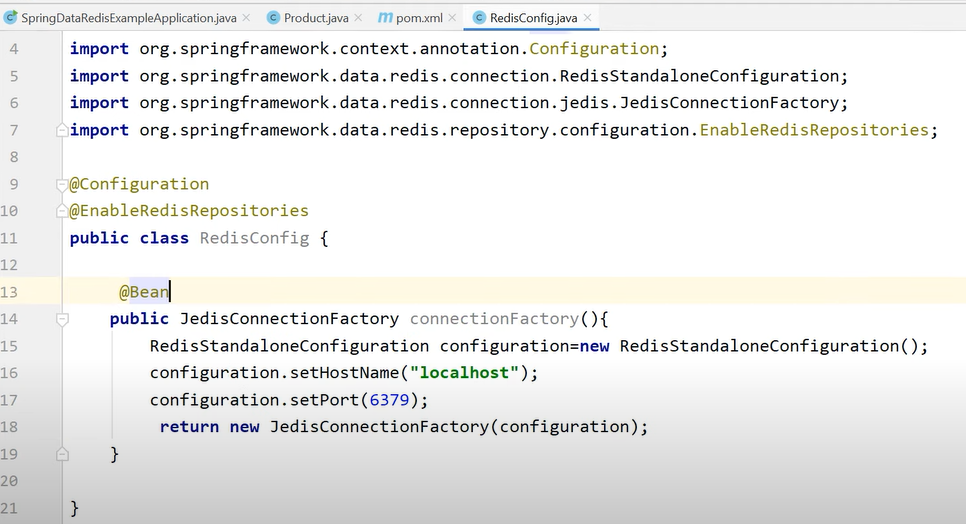 SpringDataRedisExampleApplication.java Product.java pom.xml RedisConfig.java
4 import org.springframework.context.annotation.Configuration;
5 import org.springframework.data.redis.connection.RedisStandaloneConfiguration;
6 import org.springframework.data.redis.connection.jedis.JedisConnectionFactory;
7 import org.springframework.data.redis.repository.configuration.EnableRedisRepositories;
8
9 @Configuration
10 @EnableRedisRepositories
11 public class RedisConfig {
12
13 @Bean
14 public JedisConnectionFactory connectionFactory(){
15 RedisStandaloneConfiguration configuration=new RedisStandaloneConfiguration();
16 configuration.setHostName("localhost");
17 configuration.setPort(6379);
18 return new JedisConnectionFactory(configuration);
19 }
20
21 }